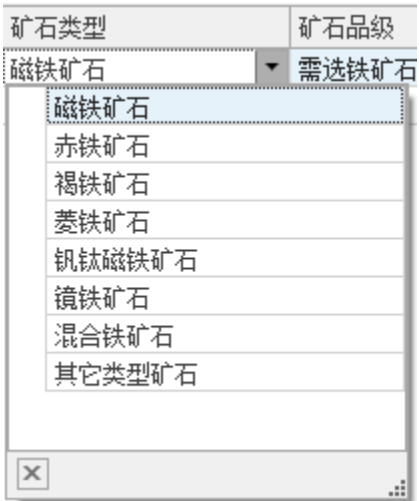 矿石类型 矿石品级
磁铁矿石 需选铁矿石
磁铁矿石
赤铁矿石
褐铁矿石
菱铁矿石
钒钛磁铁矿石
镜铁矿石
混合铁矿石
其它类型矿石